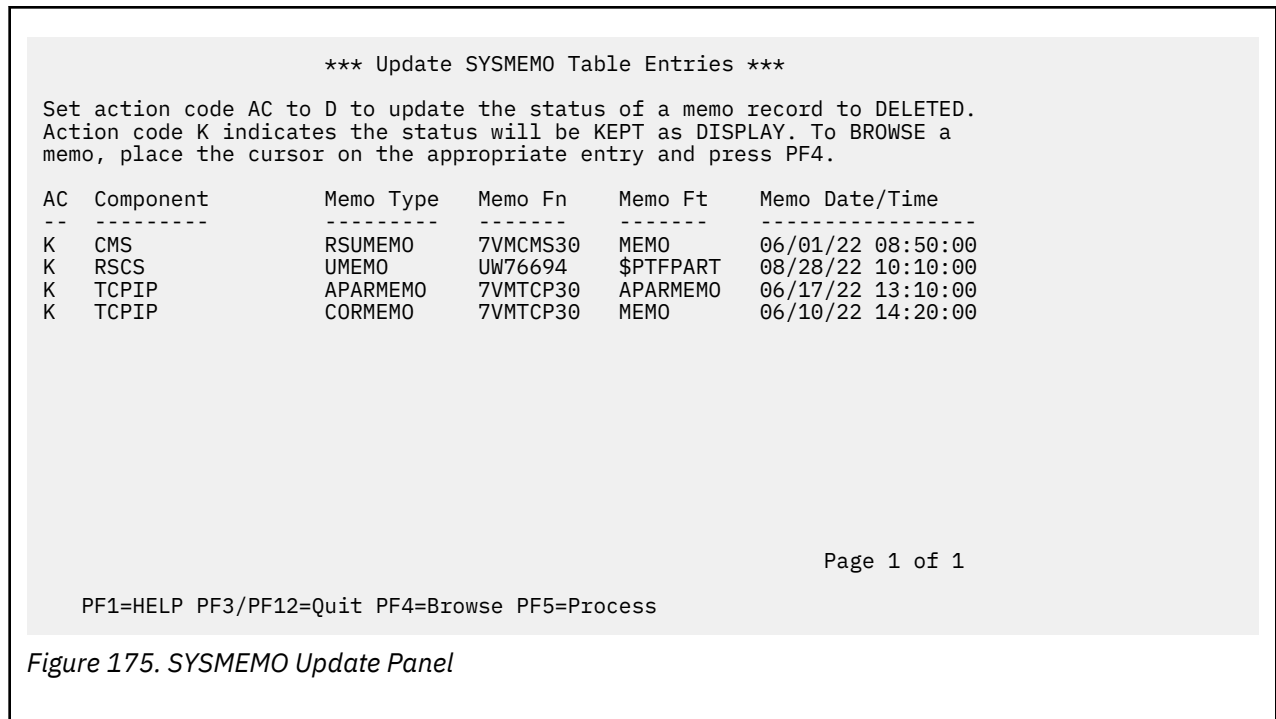 *** Update SYSMEMO Table Entries ***
Set action code AC to D to update the status of a memo record to DELETED.
Action code K indicates the status will be KEPT as DISPLAY. To BROWSE a
memo, place the cursor on the appropriate entry and press PF4.
AC Component Memo Type Memo Fn Memo Ft Memo Date/Time
-- --------- --------- ------- ------- -----------------
K CMS RSUMEMO 7VMCMS30 MEMO 06/01/22 08:50:00
K RSCS UMEMO UW76694 $PTFPART 08/28/22 10:10:00
K TCPIP APARMEMO 7VMTCP30 APARMEMO 06/17/22 13:10:00
K TCPIP CORMEMO 7VMTCP30 MEMO 06/10/22 14:20:00
Page 1 of 1
PF1=HELP PF3/PF12=Quit PF4=Browse PF5=Process
Figure 175. SYSMEMO Update Panel